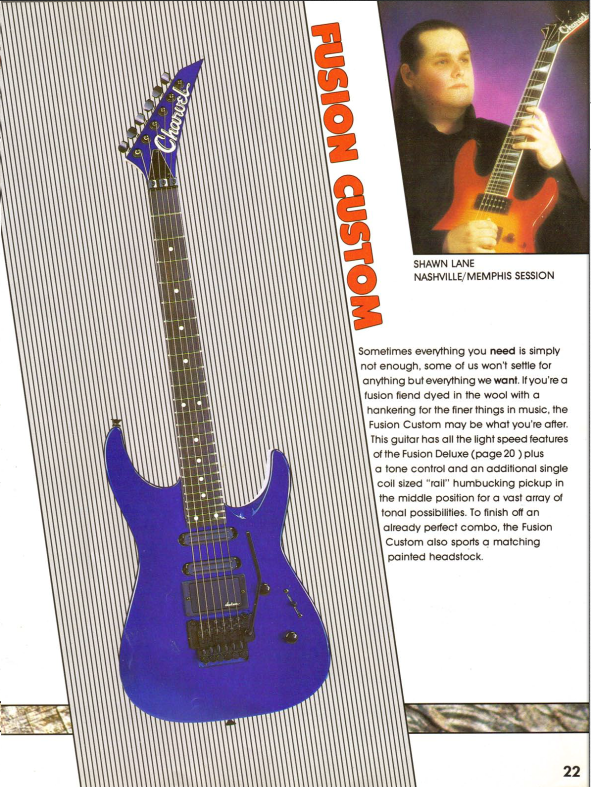 FUSION CUSTOM
Charvel
Charvel
SHAWN LANE
NASHVILLE/MEMPHIS SESSION
Sometimes everything you need is simply
not enough, some of us won't settle for
anything but everything we want. If you're a
fusion fiend dyed in the wool with a
hankering for the finer things in music, the
Fusion Custom may be what you're after.
This guitar has all the light speed features
of the Fusion Deluxe (page 20 ) plus
a tone control and an additional single
coil sized "rail" humbucking pickup in
the middle position for a vast array of
tonal possibilities. To finish off an
already perfect combo, the Fusion
Custom also sports a matching
painted headstock.
22